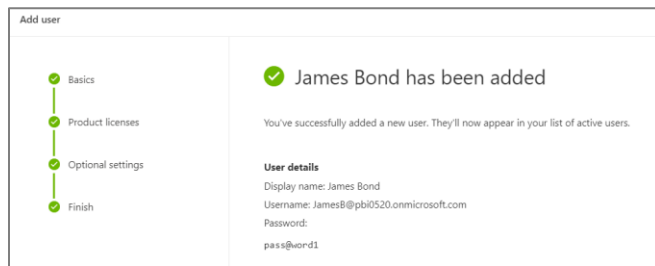 Add user
Basics
Product licenses
Optional settings
Finish
James Bond has been added
You've successfully added a new user. They'll now appear in your list of active users.
User details
Display name: James Bond
Username: JamesB@pbi0520.onmicrosoft.com
Password:
pass@word1